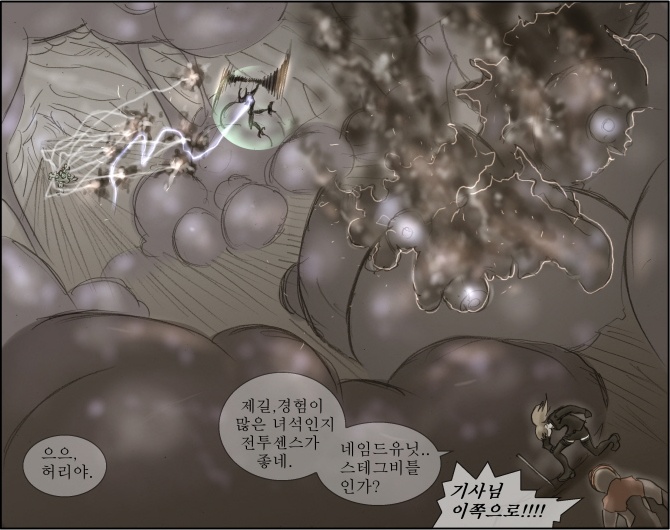 으으,
허리야.
제길,경험이
많은 녀석인지
전투센스가
좋네.
네임드유닛..
스테그비틀
인가?
기사님
이쪽으로!!!!